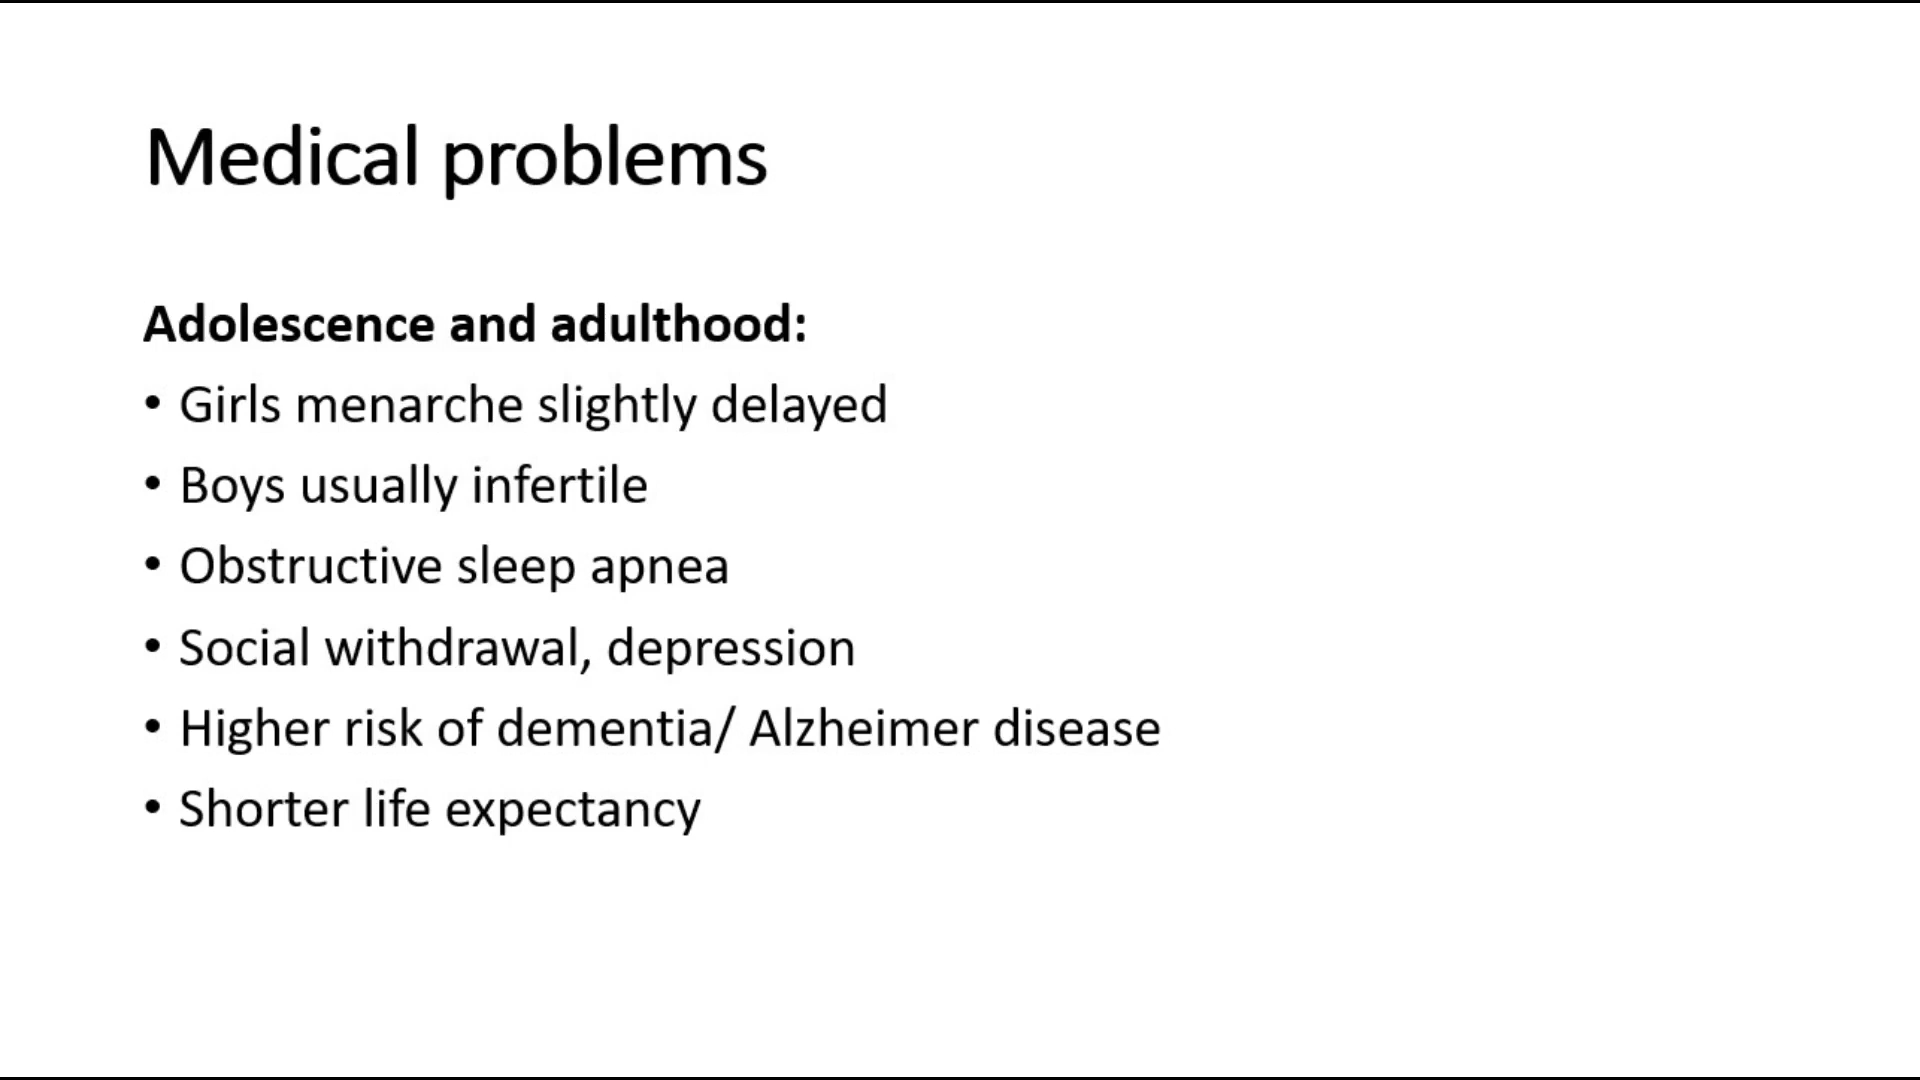 Medical problems
Adolescence and adulthood:
• Girls menarche slightly delayed
• Boys usually infertile
• Obstructive sleep apnea
• Social withdrawal, depression
• Higher risk of dementia/ Alzheimer disease
• Shorter life expectancy